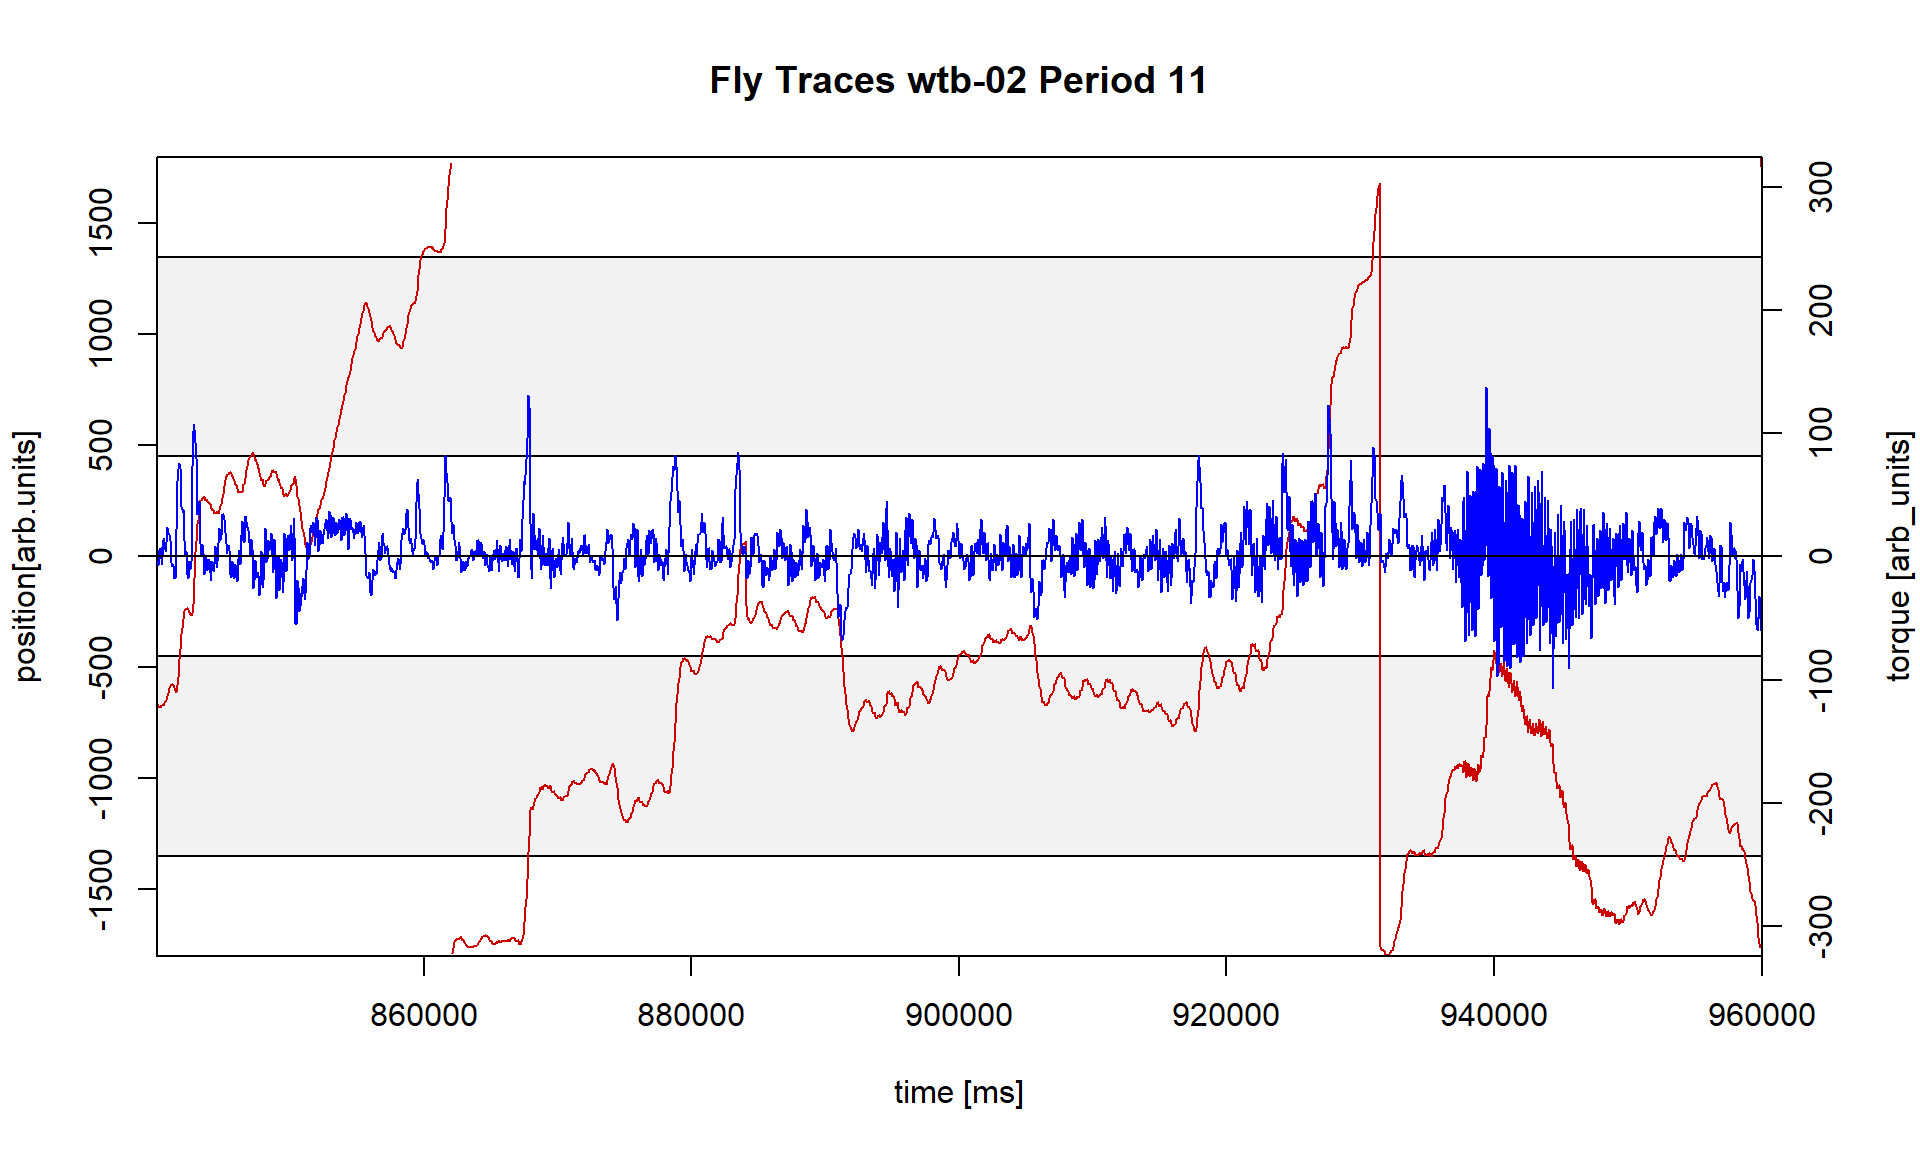 Fly Traces wtb-02 Period 11
position[arb.units]
1500
1000
500
0
-500
-1000
-1500
300
200
100
0
-100
-200
-300
torque [arb_units]
860000 880000 900000 920000 940000 960000
time [ms]